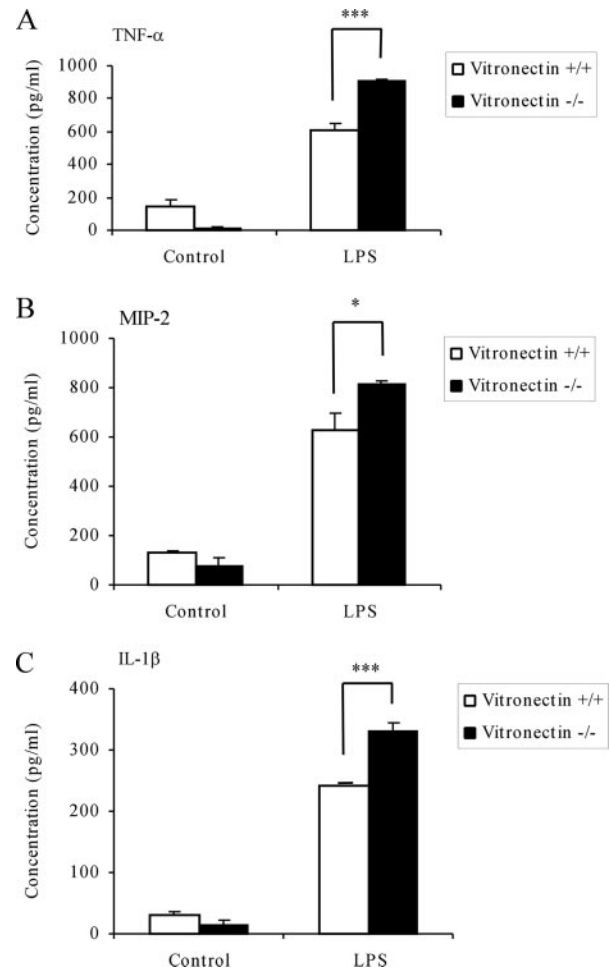 A
TNF-α
***
Concentration (pg/ml)
1000
800
600
400
200
0
Control
LPS
Vitronectin +/+
Vitronectin -/-
B
MIP-2
*
Concentration (pg/ml)
1000
800
600
400
200
0
Control
LPS
Vitronectin +/+
Vitronectin -/-
C
IL-1β
***
Concentration (pg/ml)
400
300
200
100
0
Control
LPS
Vitronectin +/+
Vitronectin -/-